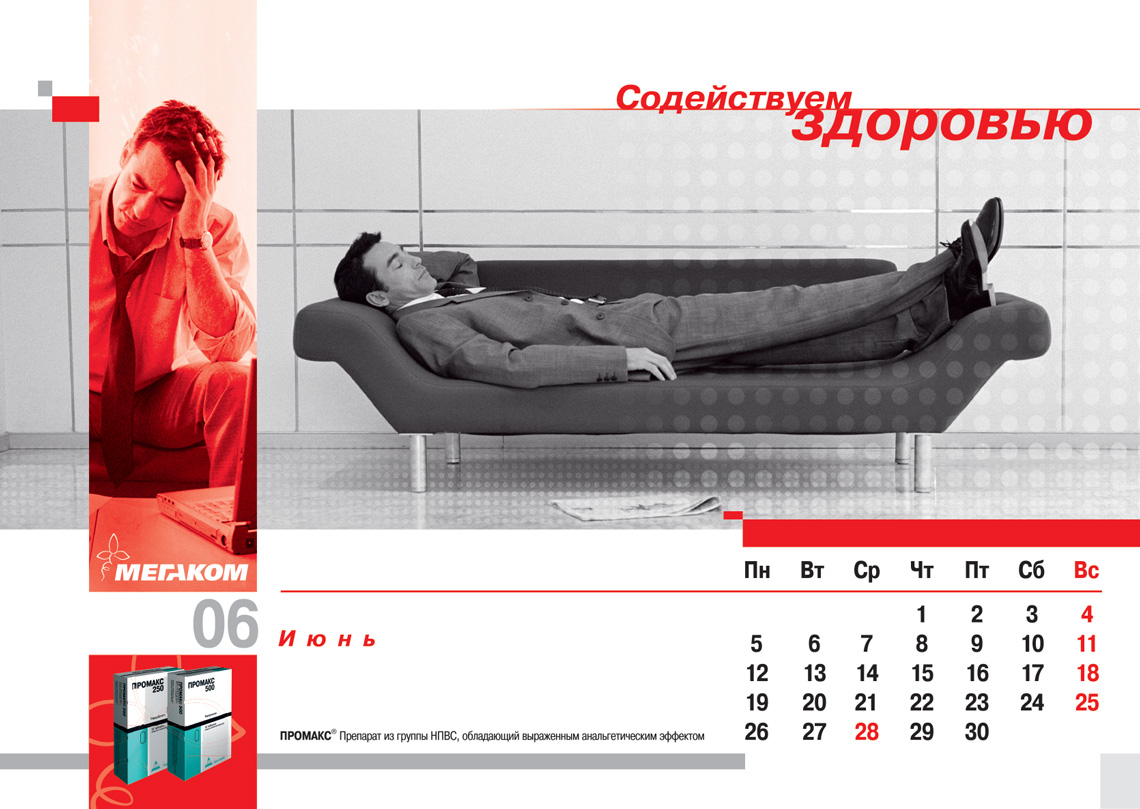 Содействуем
здоровью
МЕГАКОМ
06
Июнь
Пн Вт Ср Чт Пт Сб Вс
1 2 3 4
5 6 7 8 9 10 11
12 13 14 15 16 17 18
19 20 21 22 23 24 25
26 27 28 29 30
ПРОМАКС
250
ПРОМАКС
500
ПРОМАКС® Препарат из группы НПВС, обладающий выраженным анальгетическим эффектом